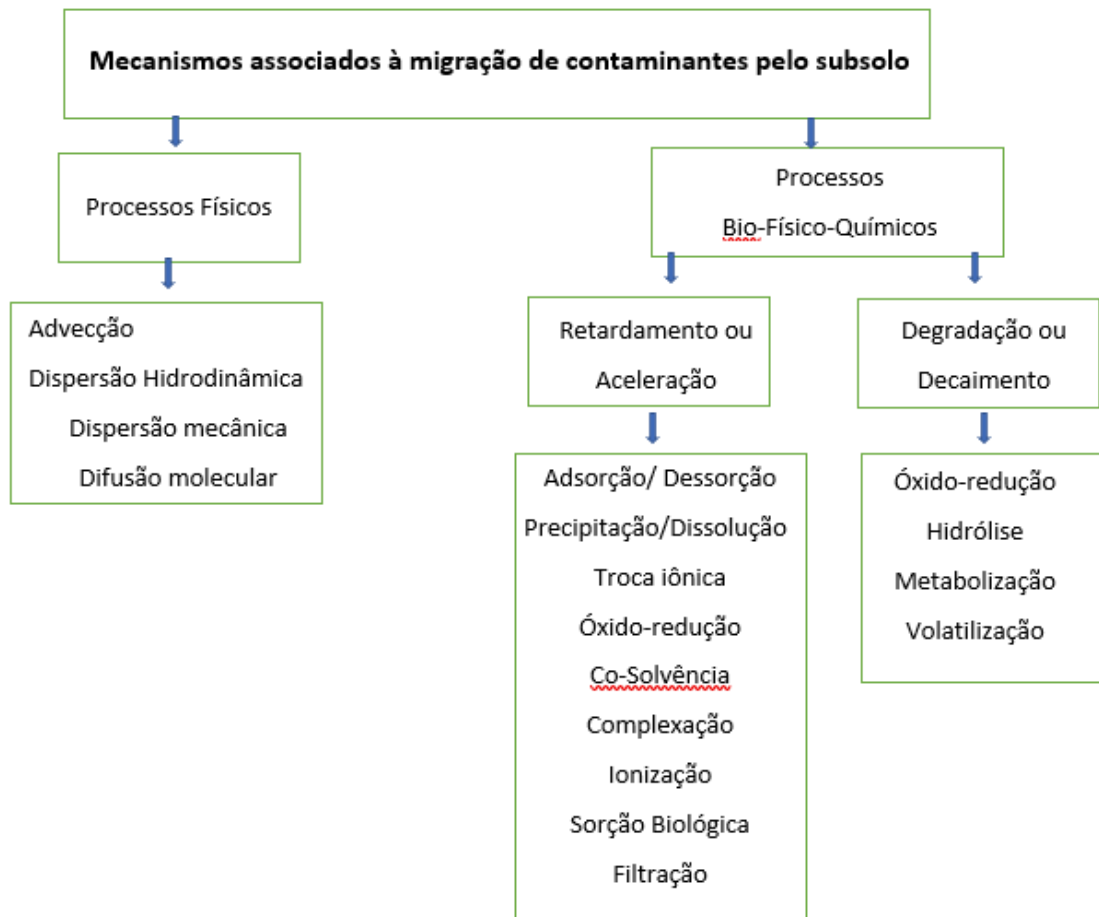 Mecanismos associados à migração de contaminantes pelo subsolo
Processos Físicos
Advecção
Dispersão Hidrodinâmica
Dispersão mecânica
Difusão molecular
Processos
Bio-Físico-Químicos
Retardamento ou
Aceleração
Adsorção/ Dessorção
Precipitação/Dissolução
Troca iônica
Óxido-redução
Co-Solvência
Complexação
Ionização
Sorção Biológica
Filtração
Degradação ou
Decaimento
Óxido-redução
Hidrólise
Metabolização
Volatilização